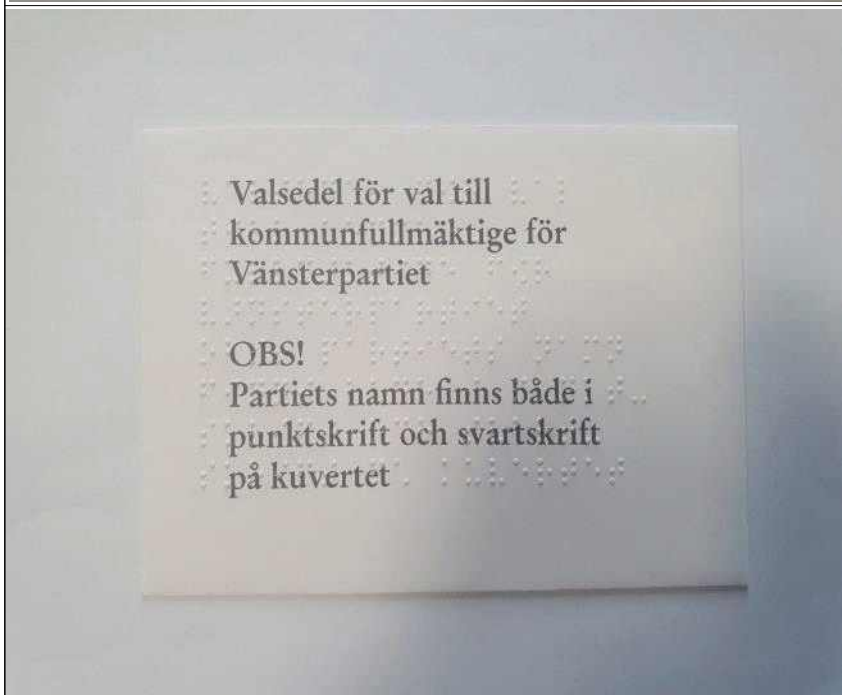 Valsedel för val till
kommunfullmäktige för
Vänsterpartiet
OBS!
Partiets namn finns både i
punktskrift och svartskrift
på kuvertet